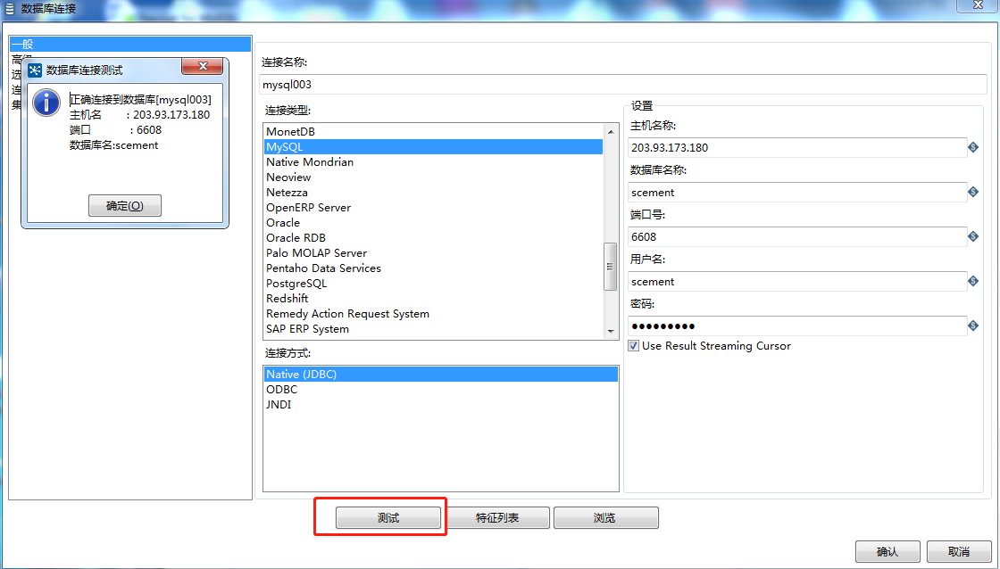 数据库连接
一般
高级
选
连
集
数据库连接测试
正确连接到数据库[mysql003]
主机名 : 203.93.173.180
端口 : 6608
数据库名:scement
确定(O)
连接名称:
mysql003
连接类型:
MonetDB
MySQL
Native Mondrian
Neoview
Netezza
OpenERP Server
Oracle
Oracle RDB
Palo MOLAP Server
Pentaho Data Services
PostgreSQL
Redshift
Remedy Action Request System
SAP ERP System
连接方式:
Native (JDBC)
ODBC
JNDI
设置
主机名称:
203.93.173.180
数据库名称:
scement
端口号:
6608
用户名:
scement
密码:
●●●●●●●●●
Use Result Streaming Cursor
测试
特征列表
浏览
确认
取消